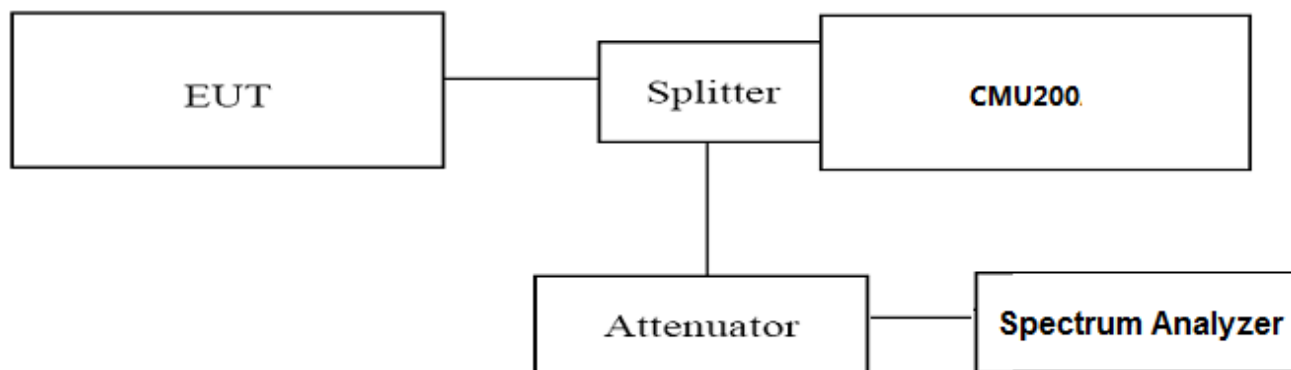 EUT
Splitter
CMU200.
Attenuator
Spectrum Analyzer